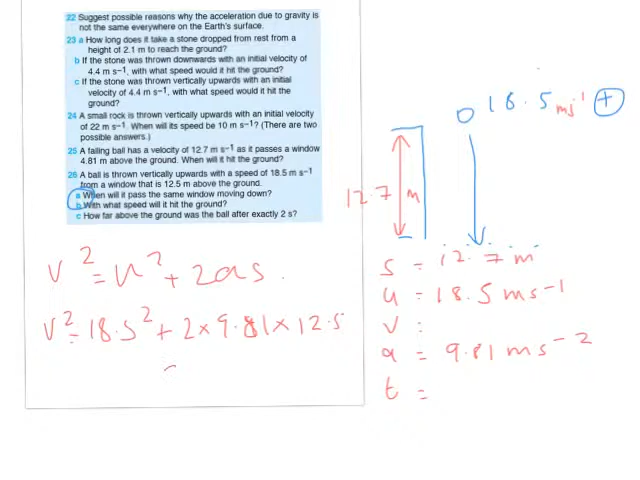 22 Suggest possible reasons why the acceleration due to gravity is
not the same everywhere on the Earth's surface.
23 a How long does it take a stone dropped from rest from a
height of 2.1 m to reach the ground?
b If the stone was thrown downwards with an initial velocity of
4.4 m s⁻¹, with what speed would it hit the ground?
c If the stone was thrown vertically upwards with an initial
velocity of 4.4 m s⁻¹, with what speed would it hit the
ground?
24 A small rock is thrown vertically upwards with an initial velocity
of 22 m s⁻¹. When will its speed be 10 m s⁻¹? (There are two
possible answers.)
25 A falling ball has a velocity of 12.7 m s⁻¹ as it passes a window
4.81 m above the ground. When will it hit the ground?
26 A ball is thrown vertically upwards with a speed of 18.5 m s⁻¹
from a window that is 12.5 m above the ground.
a When will it pass the same window moving down?
b With what speed will it hit the ground?
c How far above the ground was the ball after exactly 2 s?
18.5 ms⁻¹ +
12.7 m
s = 12.7 m
u = 18.5 ms-1
v :
a = 9.81 ms-2
t =
v² = u² + 2as.
v² = 18.5² + 2 × 9.81 × 12.5
=